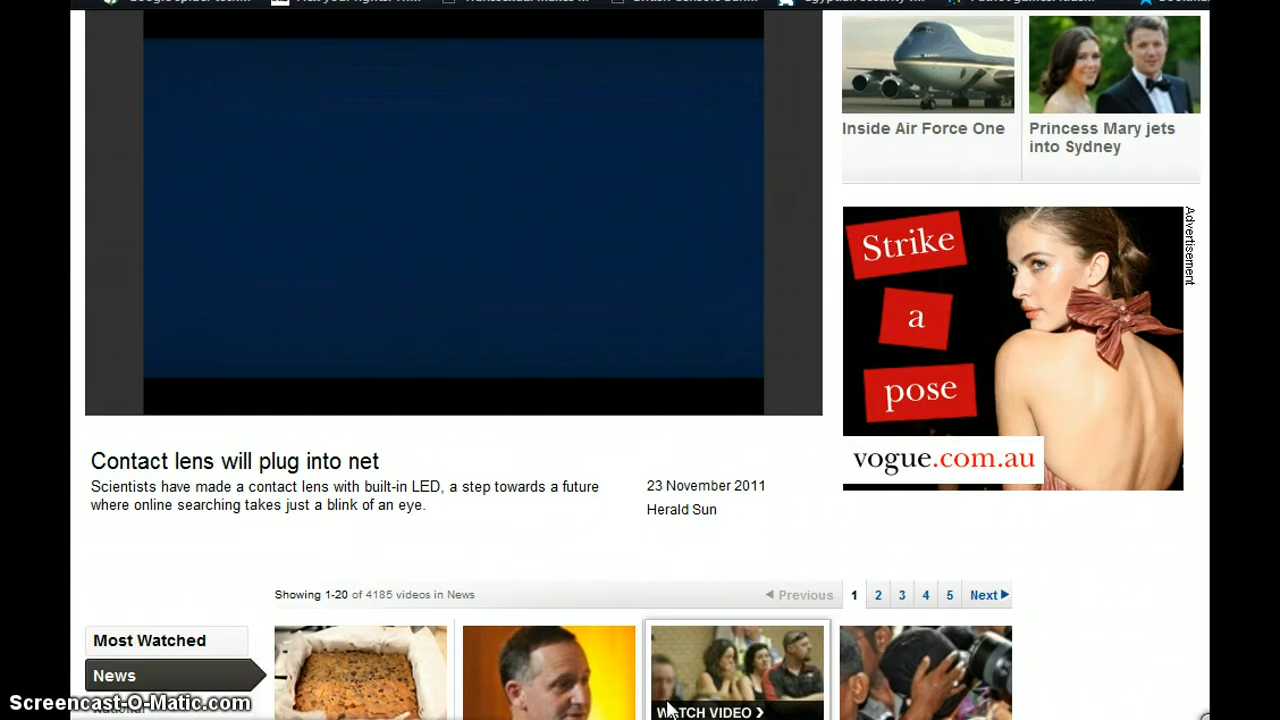 Inside Air Force One
Princess Mary jets
into Sydney
Advertisement
Strike
a
pose
vogue.com.au
Contact lens will plug into net
Scientists have made a contact lens with built-in LED, a step towards a future
where online searching takes just a blink of an eye.
23 November 2011
Herald Sun
Showing 1-20 of 4185 videos in News
Previous 1 2 3 4 5 Next
Most Watched
News
WATCH VIDEO
Screencast-O-Matic.com